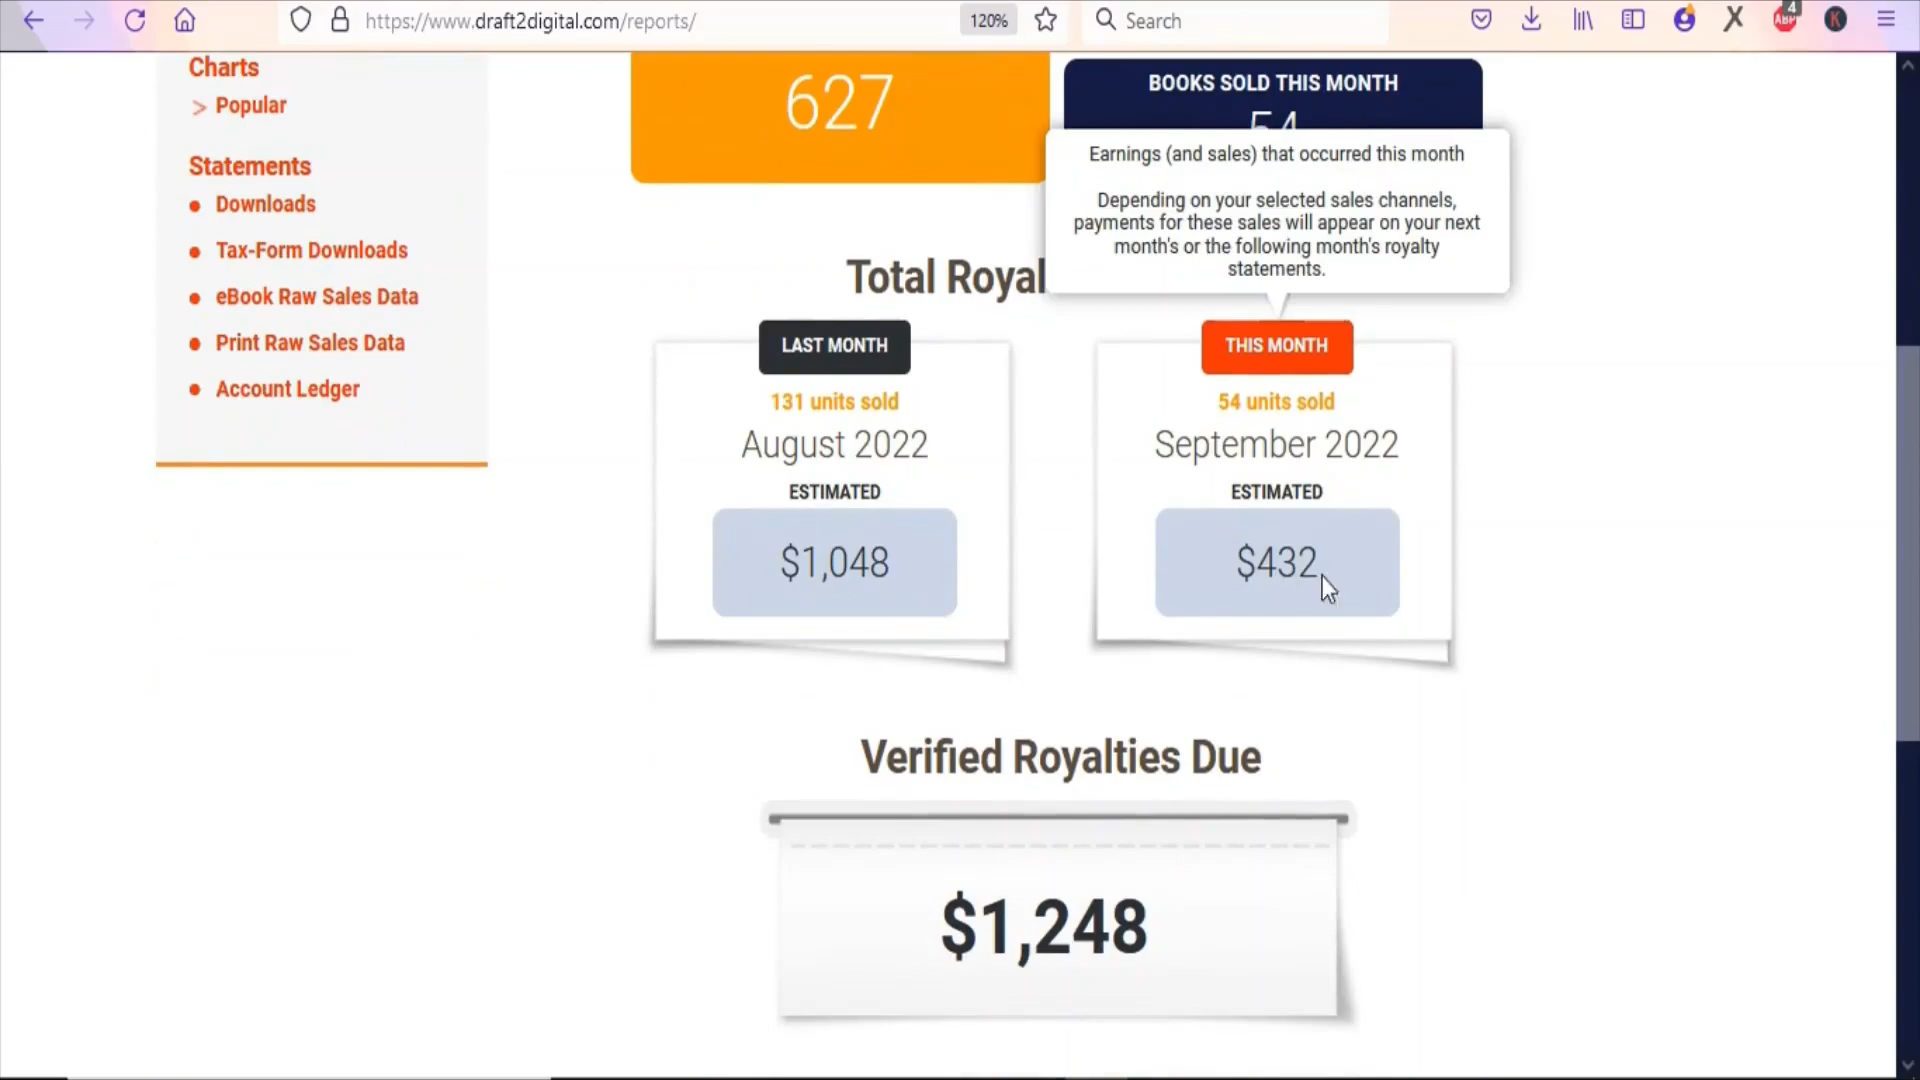 https://www.draft2digital.com/reports/
120%
Search
ABP
4
K
Charts
> Popular
Statements
Downloads
Tax-Form Downloads
eBook Raw Sales Data
Print Raw Sales Data
Account Ledger
627
BOOKS SOLD THIS MONTH
54
Earnings (and sales) that occurred this month
Depending on your selected sales channels,
payments for these sales will appear on your next
month's or the following month's royalty
statements.
Total Royal
LAST MONTH
131 units sold
August 2022
ESTIMATED
$1,048
THIS MONTH
54 units sold
September 2022
ESTIMATED
$432
Verified Royalties Due
$1,248